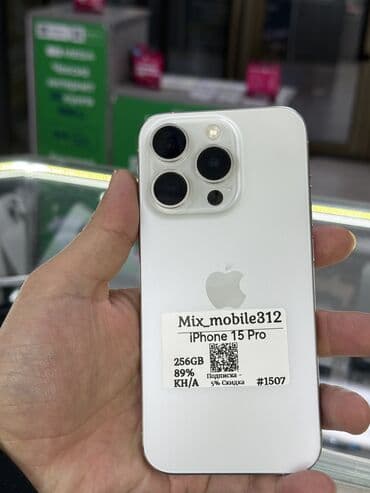 Mix_mobile312
iPhone 15 Pro
256GB
89%
KH/A
Подписка -
5% Скидка
#1507